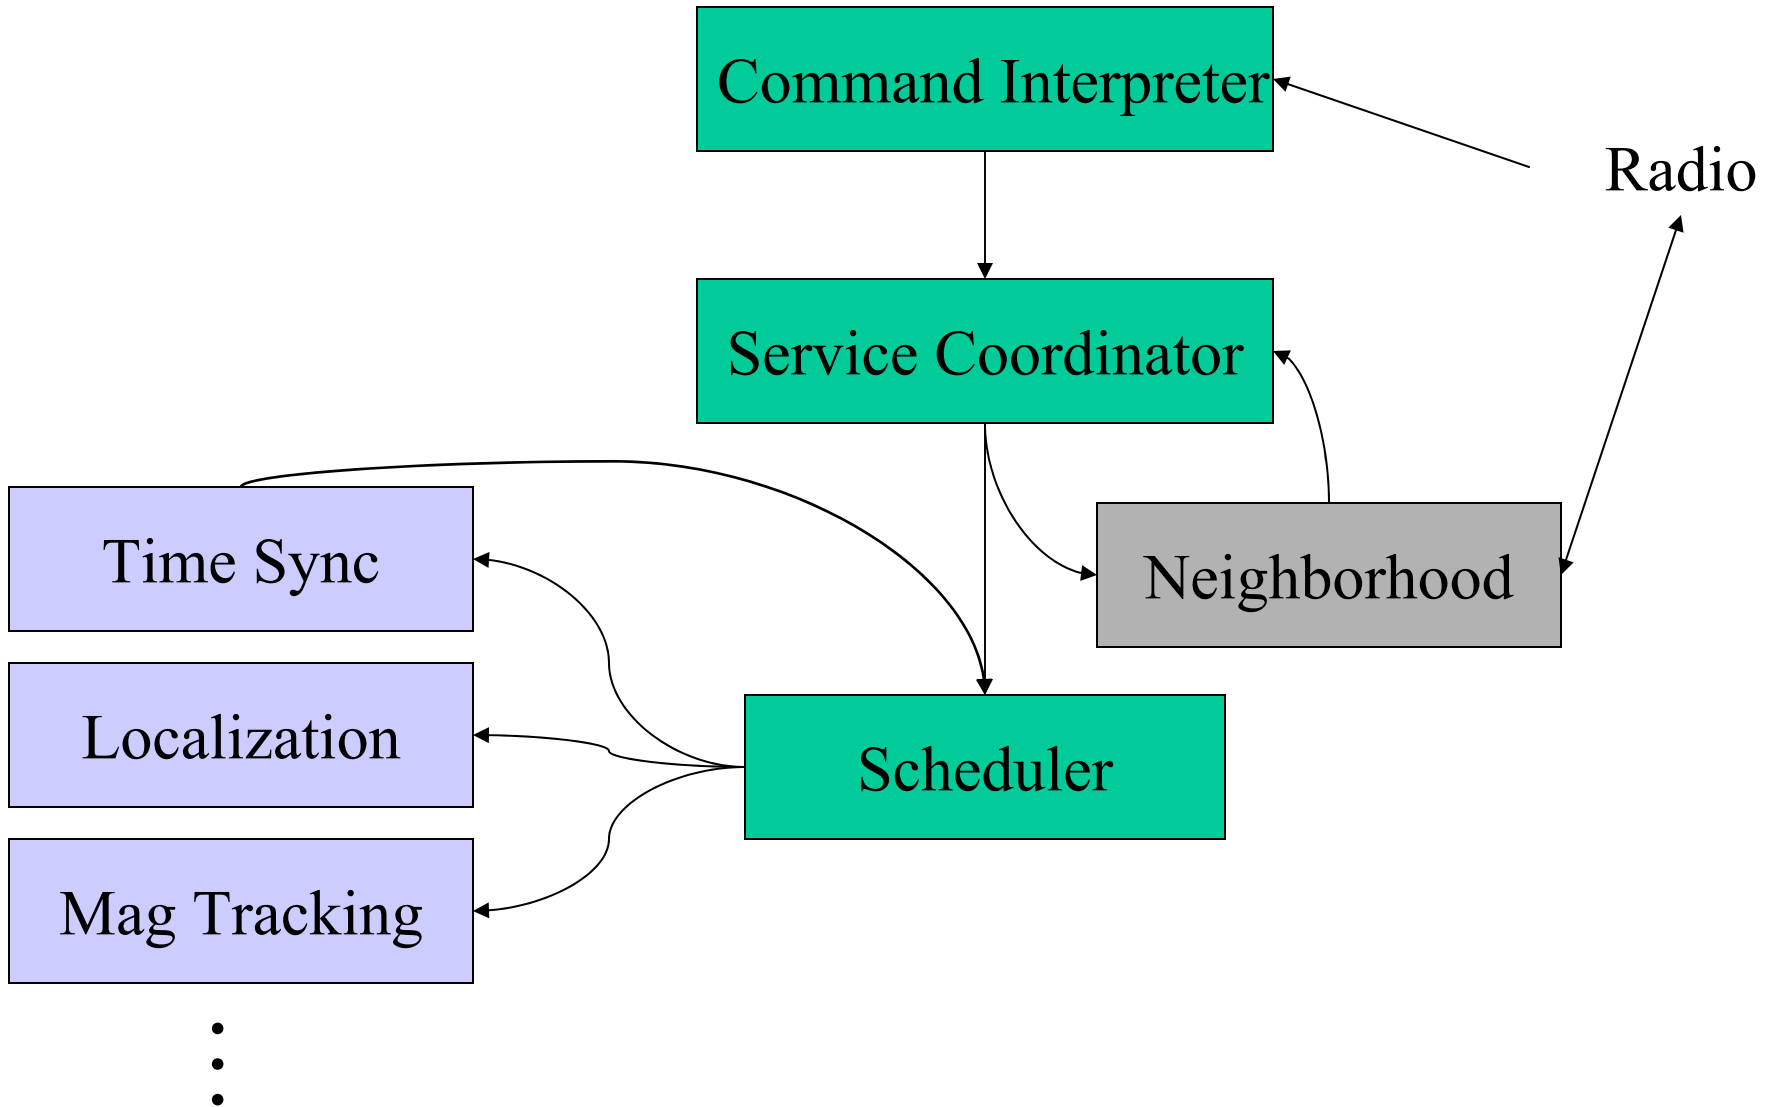 Command Interpreter
Radio
Service Coordinator
Time Sync
Neighborhood
Localization
Scheduler
Mag Tracking